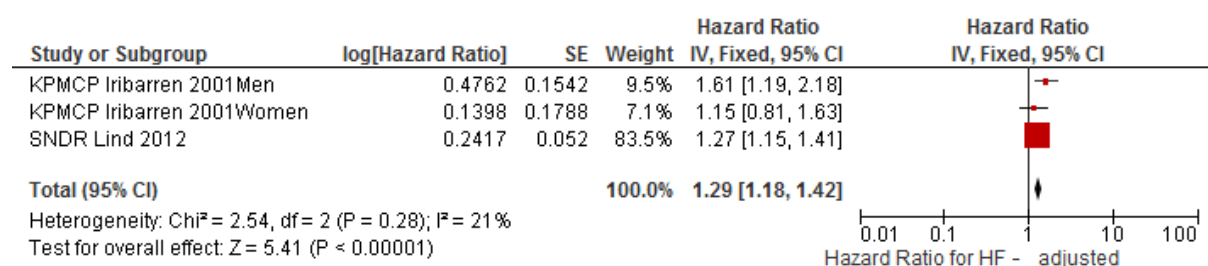 Hazard Ratio Hazard Ratio
Study or Subgroup log[Hazard Ratio] SE Weight IV, Fixed, 95% CI IV, Fixed, 95% CI
KPMCP Iribarren 2001Men 0.4762 0.1542 9.5% 1.61 [1.19, 2.18]
KPMCP Iribarren 2001Women 0.1398 0.1788 7.1% 1.15 [0.81, 1.63]
SNDR Lind 2012 0.2417 0.052 83.5% 1.27 [1.15, 1.41]
Total (95% CI) 100.0% 1.29 [1.18, 1.42]
Heterogeneity: Chi² = 2.54, df = 2 (P = 0.28); I² = 21%
Test for overall effect: Z = 5.41 (P < 0.00001)
0.01 0.1 1 10 100
Hazard Ratio for HF - adjusted